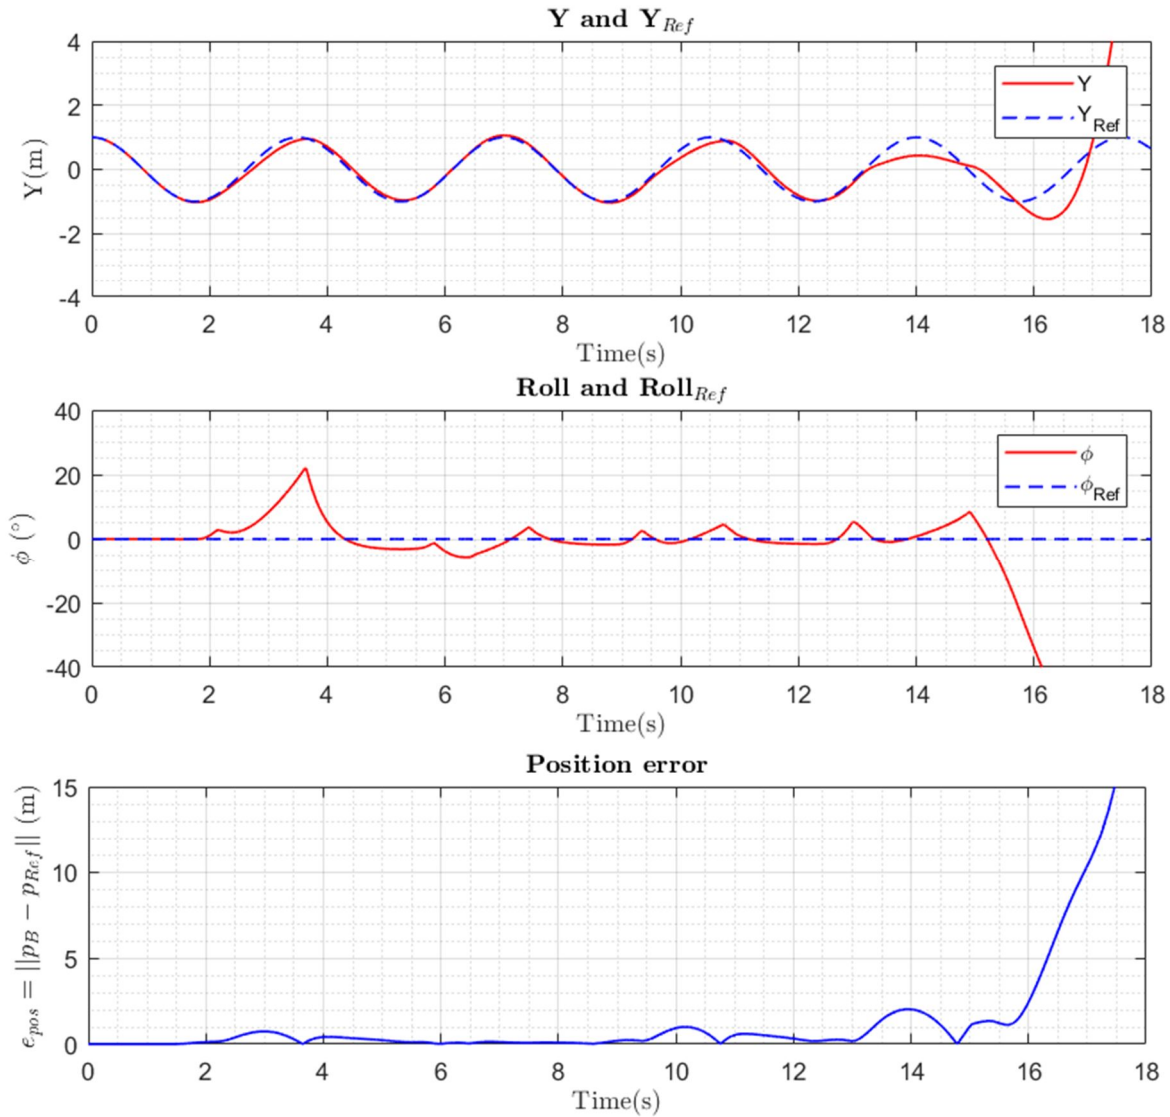 Y and Y_Ref
4
2
0
-2
-4
Y(m)
Y
Y_Ref
0 2 4 6 8 10 12 14 16 18
Time(s)
Roll and Roll_Ref
40
20
0
-20
-40
ϕ (°)
ϕ
ϕ_Ref
0 2 4 6 8 10 12 14 16 18
Time(s)
Position error
15
10
5
0
e_pos = ||p_B − p_Ref|| (m)
0 2 4 6 8 10 12 14 16 18
Time(s)